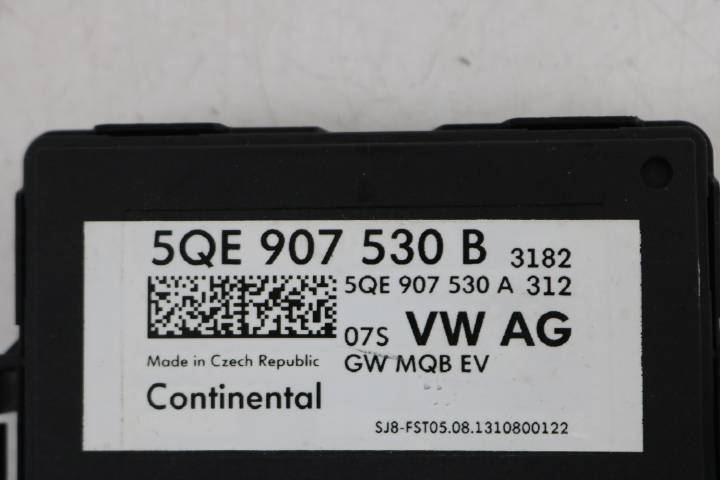 5QE 907 530 B 3182
5QE 907 530 A 312
07S VW AG
Made in Czech Republic GW MQB EV
Continental
SJ8-FST05.08.1310800122